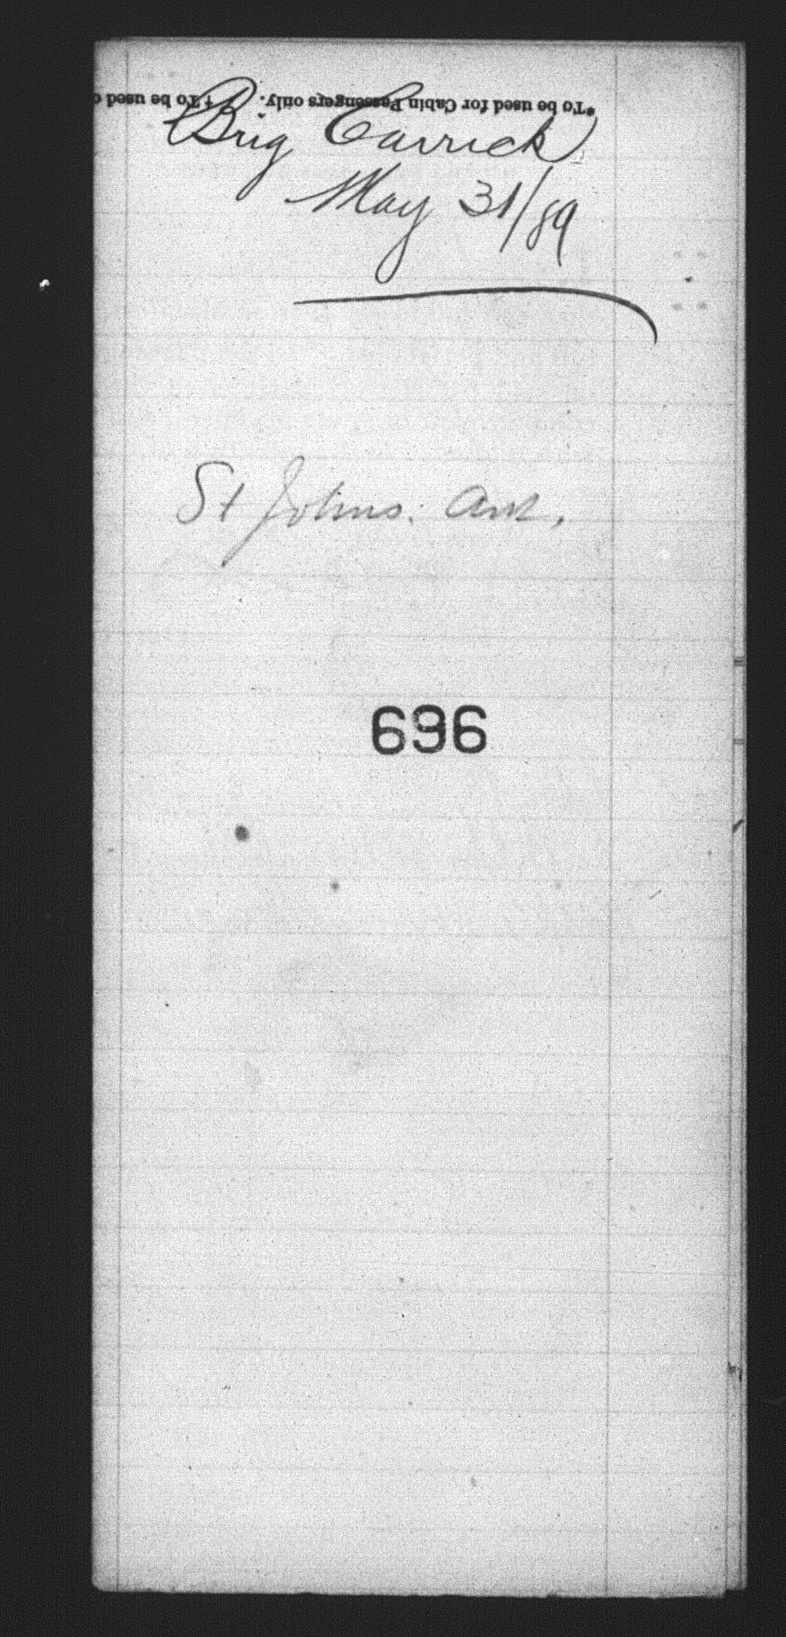 *To be used for Cabin Passengers only. †To be used
Brig Carrick
May 31/89
St Johns. Ant.
696